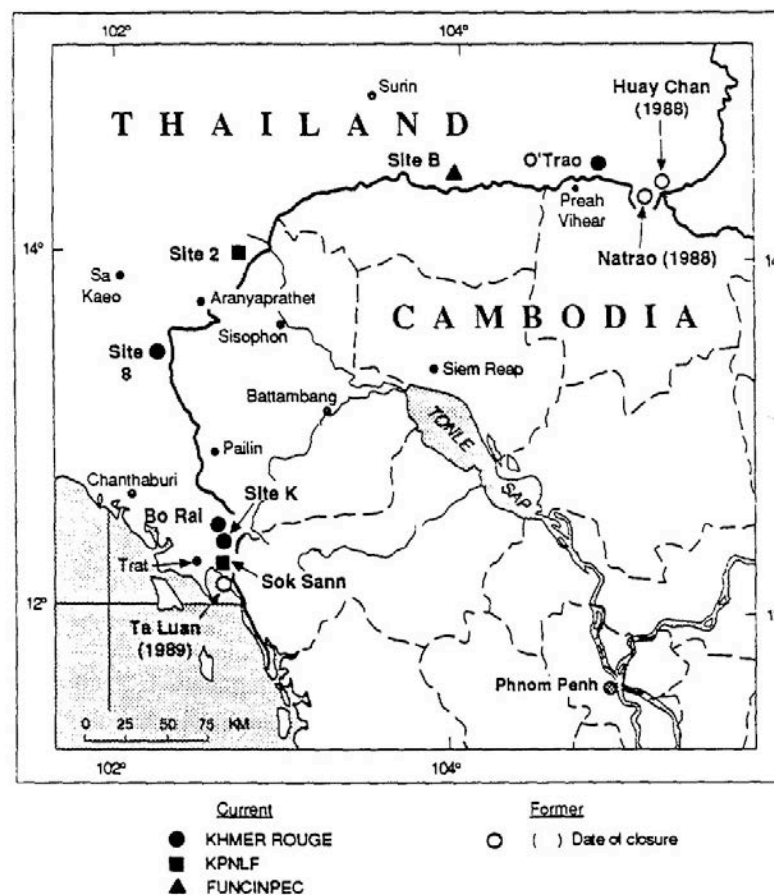 102°
104°
Surin
Huay Chan
(1988)
THAILAND
Site B
O'Trao
Preah
Vihear
14°
Site 2
Natrao (1988)
Sa
Kaeo
Aranyaprathet
CAMBODIA
Sisophon
Site
8
Siem Reap
Battambang
TONLE
SAP
Pailin
Chanthaburi
Site K
Bo Rai
Trat
Sok Sann
12°
Ta Luan
(1989)
Phnom Penh
0 25 50 75 KM
102°
104°
Current
Former
KHMER ROUGE
( ) Date of closure
KPNLF
FUNCINPEC